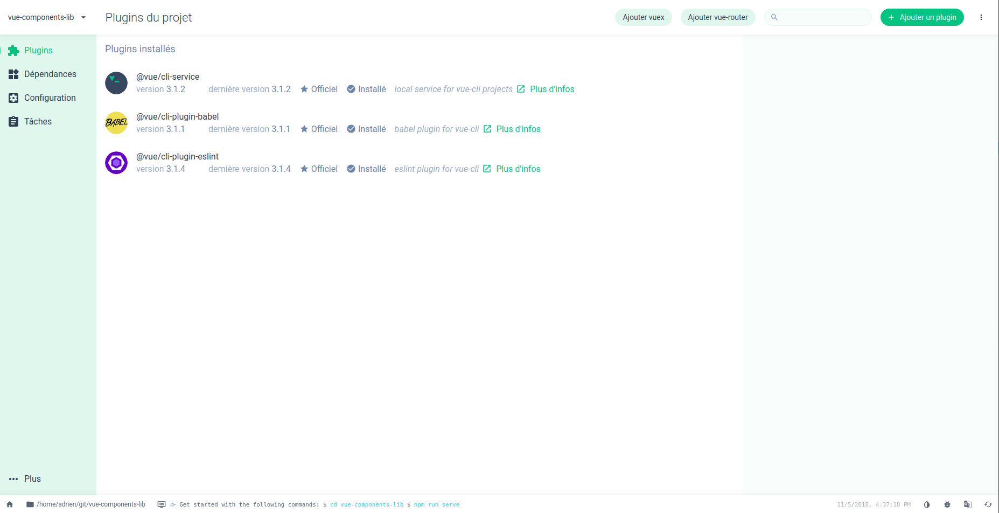 vue-components-lib
Plugins du projet
Ajouter vuex
Ajouter vue-router
Ajouter un plugin
Plugins
Dépendances
Configuration
Tâches
Plus
Plugins installés
@vue/cli-service
version 3.1.2 dernière version 3.1.2 Officiel Installé local service for vue-cli projects Plus d'infos
BABEL
@vue/cli-plugin-babel
version 3.1.1 dernière version 3.1.1 Officiel Installé babel plugin for vue-cli Plus d'infos
@vue/cli-plugin-eslint
version 3.1.4 dernière version 3.1.4 Officiel Installé eslint plugin for vue-cli Plus d'infos
/home/adrien/git/vue-components-lib
Get started with the following commands: $ cd vue-components-lib $ npm run serve
11/5/2018, 4:37:18 PM